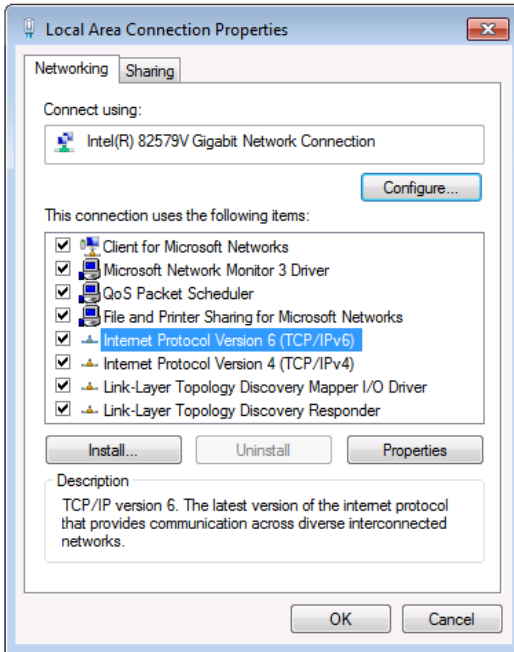 Local Area Connection Properties
Networking
Sharing
Connect using:
Intel(R) 82579V Gigabit Network Connection
Configure...
This connection uses the following items:
Client for Microsoft Networks
Microsoft Network Monitor 3 Driver
QoS Packet Scheduler
File and Printer Sharing for Microsoft Networks
Internet Protocol Version 6 (TCP/IPv6)
Internet Protocol Version 4 (TCP/IPv4)
Link-Layer Topology Discovery Mapper I/O Driver
Link-Layer Topology Discovery Responder
Install...
Uninstall
Properties
Description
TCP/IP version 6. The latest version of the internet protocol
that provides communication across diverse interconnected
networks.
OK
Cancel